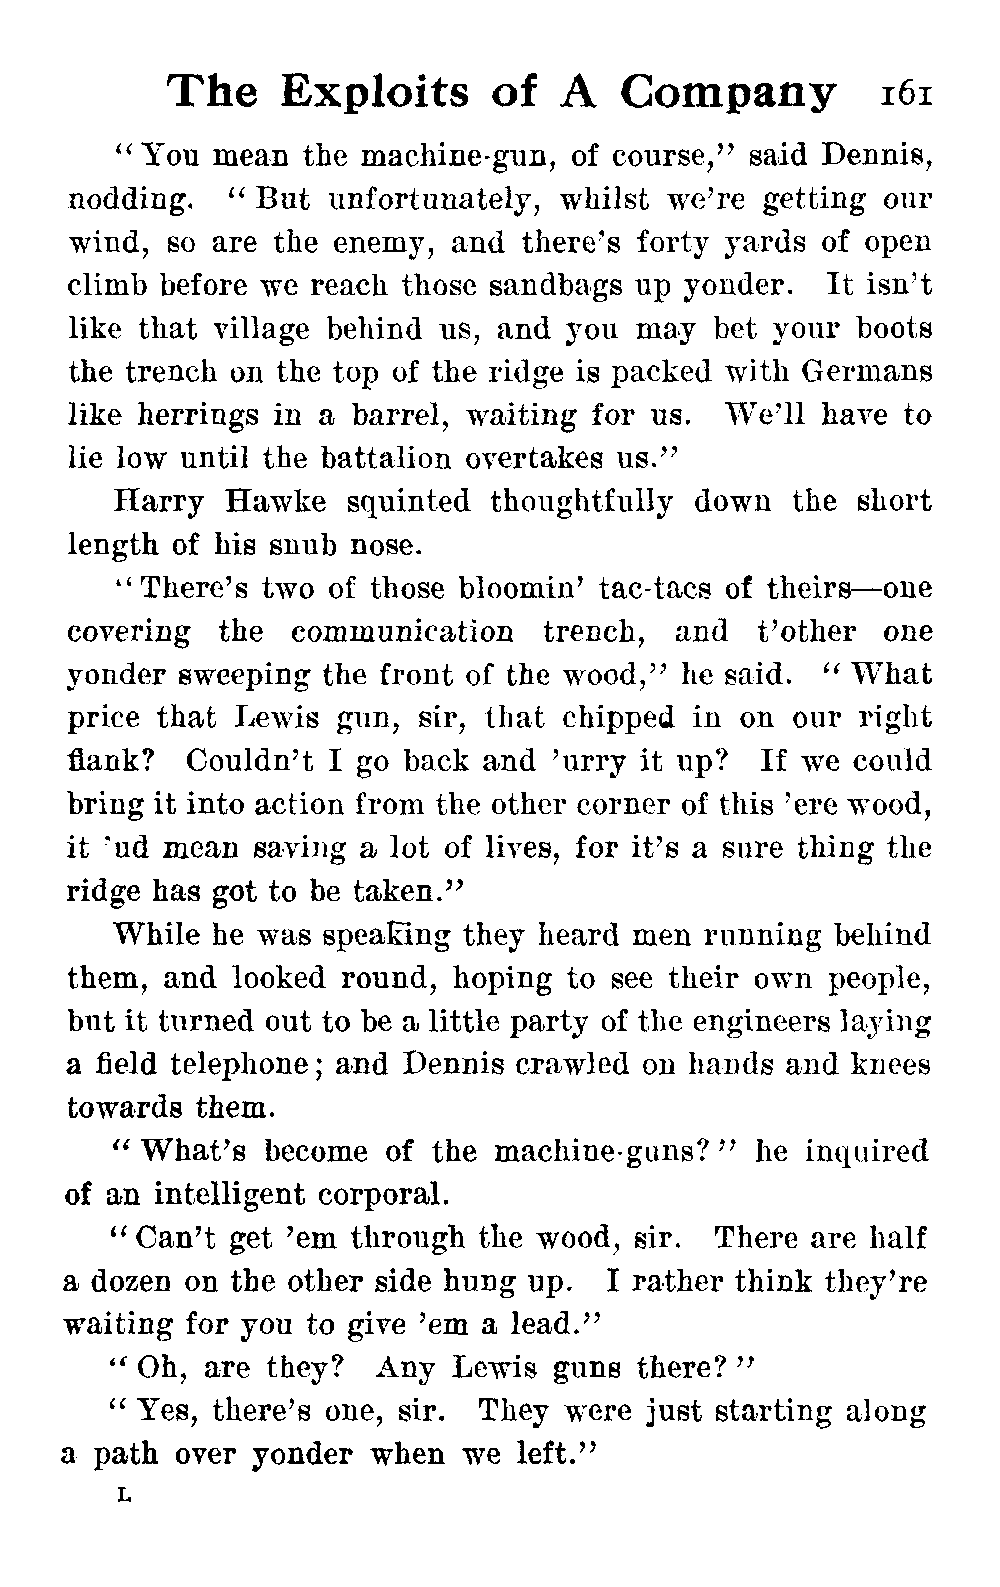 The Exploits of A Company 161
“ You mean the machine-gun, of course,” said Dennis,
nodding. “ But unfortunately, whilst we’re getting our
wind, so are the enemy, and there’s forty yards of open
climb before we reach those sandbags up yonder. It isn’t
like that village behind us, and you may bet your boots
the trench on the top of the ridge is packed with Germans
like herrings in a barrel, waiting for us. We’ll have to
lie low until the battalion overtakes us.”
Harry Hawke squinted thoughtfully down the short
length of his snub nose.
“ There’s two of those bloomin’ tac-tacs of theirs—one
covering the communication trench, and t’other one
yonder sweeping the front of the wood,” he said. “ What
price that Lewis gun, sir, that chipped in on our right
flank? Couldn’t I go back and ’urry it up? If we could
bring it into action from the other corner of this ’ere wood,
it ’ud mean saving a lot of lives, for it’s a sure thing the
ridge has got to be taken.”
While he was speaking they heard men running behind
them, and looked round, hoping to see their own people,
but it turned out to be a little party of the engineers laying
a field telephone; and Dennis crawled on hands and knees
towards them.
“ What’s become of the machine-guns? ” he inquired
of an intelligent corporal.
“ Can’t get ’em through the wood, sir. There are half
a dozen on the other side hung up. I rather think they’re
waiting for you to give ’em a lead.”
“ Oh, are they? Any Lewis guns there? ”
“ Yes, there’s one, sir. They were just starting along
a path over yonder when we left.”
L